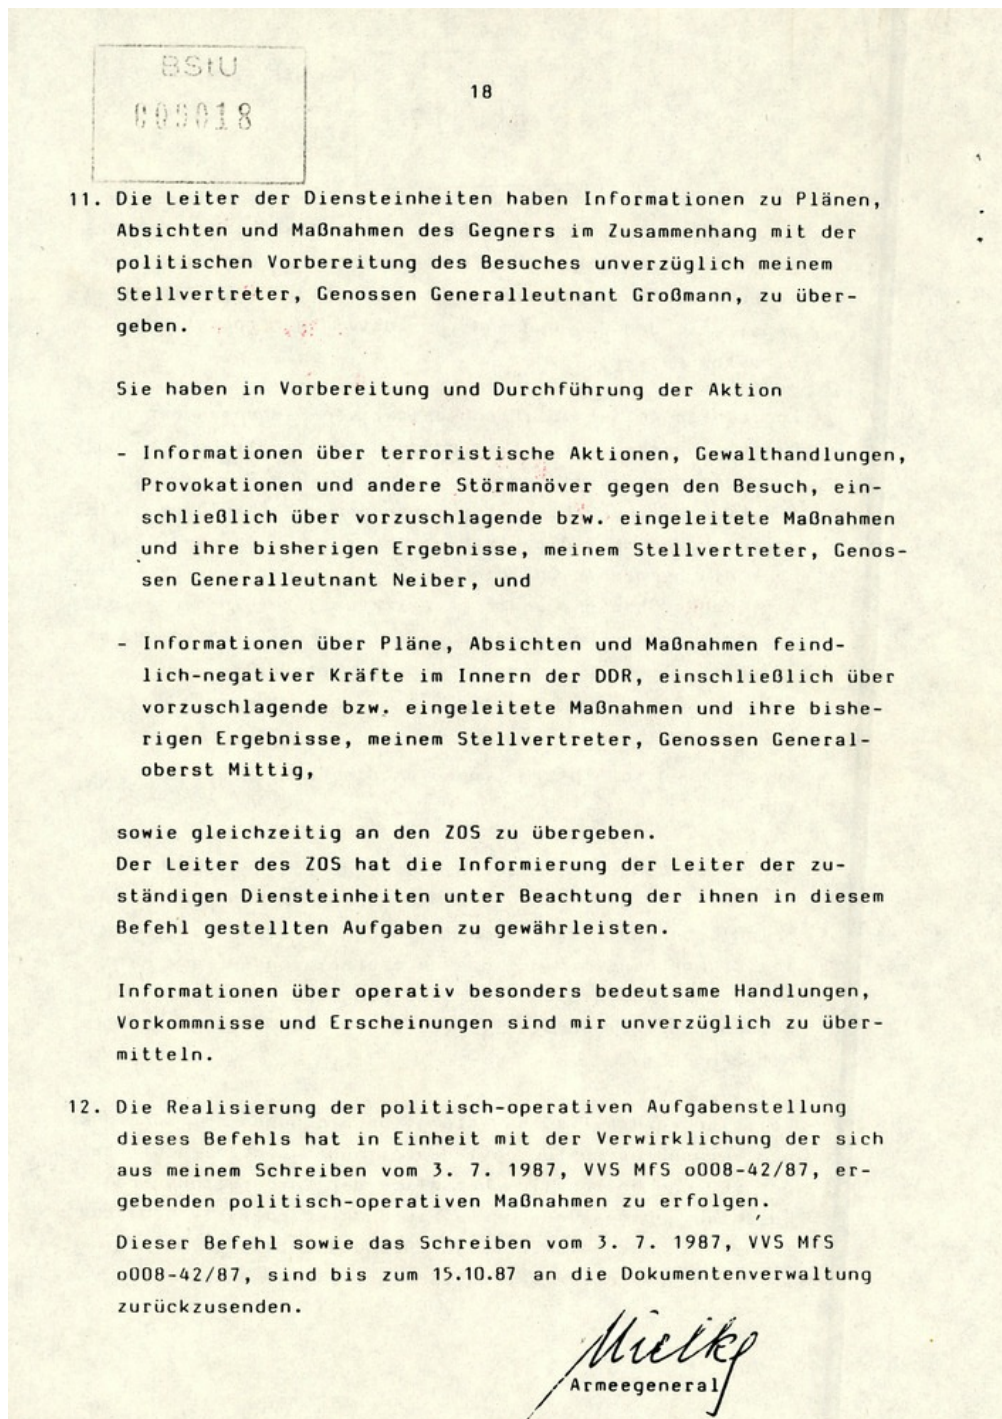 BStU
000018
18
11. Die Leiter der Diensteinheiten haben Informationen zu Plänen,
Absichten und Maßnahmen des Gegners im Zusammenhang mit der
politischen Vorbereitung des Besuches unverzüglich meinem
Stellvertreter, Genossen Generalleutnant Großmann, zu über-
geben.
Sie haben in Vorbereitung und Durchführung der Aktion
- Informationen über terroristische Aktionen, Gewalthandlungen,
Provokationen und andere Störmanöver gegen den Besuch, ein-
schließlich über vorzuschlagende bzw. eingeleitete Maßnahmen
und ihre bisherigen Ergebnisse, meinem Stellvertreter, Genos-
sen Generalleutnant Neiber, und
- Informationen über Pläne, Absichten und Maßnahmen feind-
lich-negativer Kräfte im Innern der DDR, einschließlich über
vorzuschlagende bzw. eingeleitete Maßnahmen und ihre bishe-
rigen Ergebnisse, meinem Stellvertreter, Genossen General-
oberst Mittig,
sowie gleichzeitig an den ZOS zu übergeben.
Der Leiter des ZOS hat die Informierung der Leiter der zu-
ständigen Diensteinheiten unter Beachtung der ihnen in diesem
Befehl gestellten Aufgaben zu gewährleisten.
Informationen über operativ besonders bedeutsame Handlungen,
Vorkommnisse und Erscheinungen sind mir unverzüglich zu über-
mitteln.
12. Die Realisierung der politisch-operativen Aufgabenstellung
dieses Befehls hat in Einheit mit der Verwirklichung der sich
aus meinem Schreiben vom 3. 7. 1987, VVS MfS o008-42/87, er-
gebenden politisch-operativen Maßnahmen zu erfolgen.
Dieser Befehl sowie das Schreiben vom 3. 7. 1987, VVS MfS
o008-42/87, sind bis zum 15.10.87 an die Dokumentenverwaltung
zurückzusenden.
Mielke
Armeegeneral